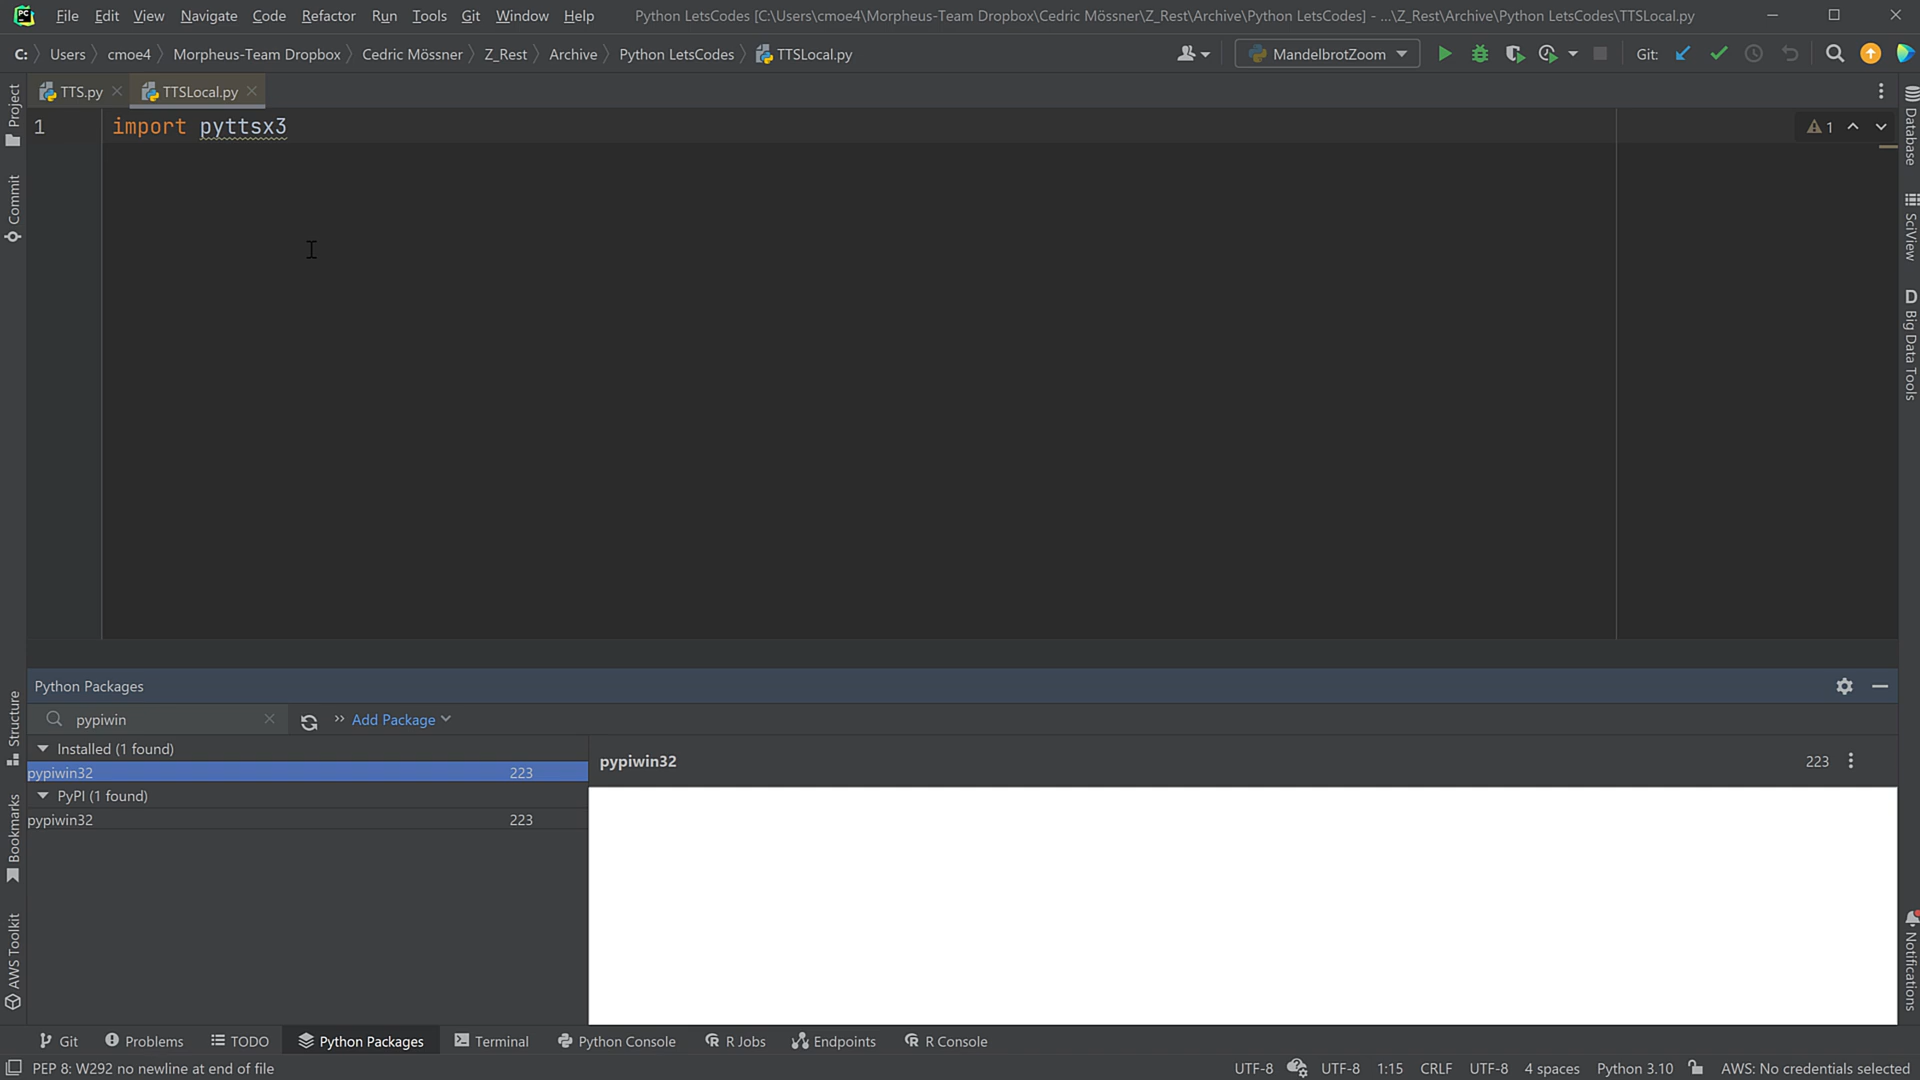 File Edit View Navigate Code Refactor Run Tools Git Window Help Python LetsCodes [C:\Users\cmoe4\Morpheus-Team Dropbox\Cedric Mössner\Z_Rest\Archive\Python LetsCodes] - ...\Z_Rest\Archive\Python LetsCodes\TTSLocal.py
C: Users cmoe4 Morpheus-Team Dropbox Cedric Mössner Z_Rest Archive Python LetsCodes TTSLocal.py MandelbrotZoom Git:
TTS.py TTSLocal.py
1 import pyttsx3
1
Project
Commit
Structure
Bookmarks
AWS Toolkit
Database
SciView
D Big Data Tools
Notifications
Python Packages
pypiwin Add Package
Installed (1 found)
pypiwin32 223
PyPI (1 found)
pypiwin32 223
pypiwin32 223
Git Problems TODO Python Packages Terminal Python Console R Jobs Endpoints R Console
PEP 8: W292 no newline at end of file UTF-8 UTF-8 1:15 CRLF UTF-8 4 spaces Python 3.10 AWS: No credentials selected